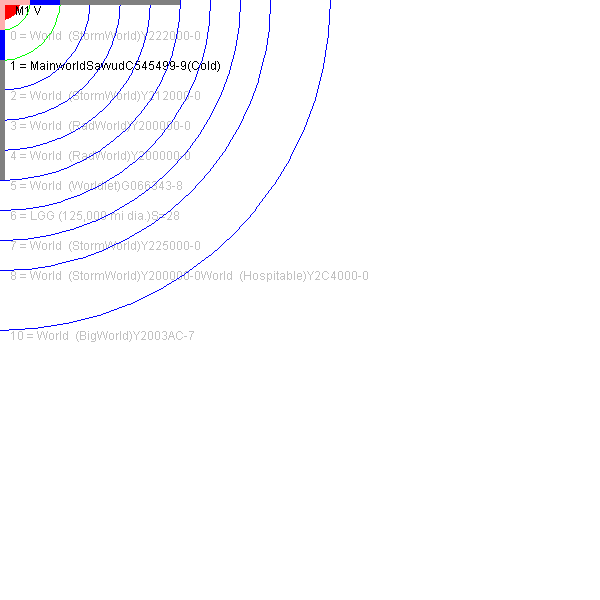 M1 V
0 = World (StormWorld)Y222000-0
1 = MainworldSavvudC545499-9(Cold)
2 = World (StormWorld)Y212000-0
3 = World (RadWorld)Y200000-0
4 = World (RadWorld)Y200000-0
5 = World (Worldlet)G066343-8
6 = LGG (125,000 mi dia.)S=28
7 = World (StormWorld)Y225000-0
8 = World (StormWorld)Y200000-0World (Hospitable)Y2C4000-0
10 = World (BigWorld)Y2003AC-7